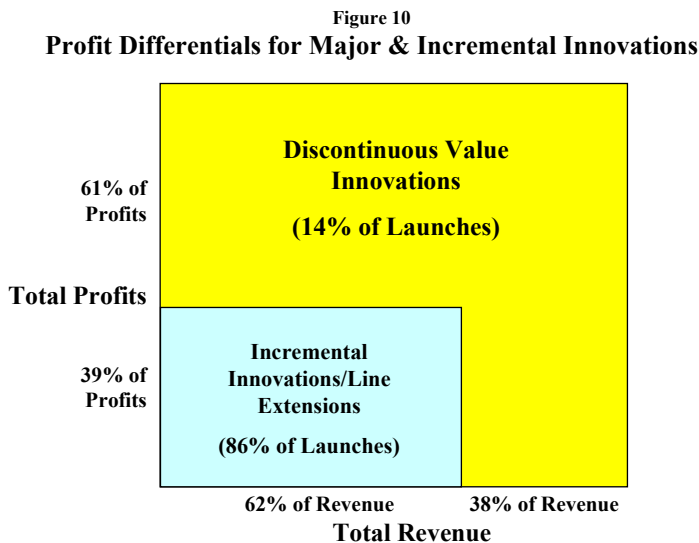 Figure 10
Profit Differentials for Major & Incremental Innovations
Discontinuous Value
Innovations
(14% of Launches)
61% of
Profits
Total Profits
39% of
Profits
Incremental
Innovations/Line
Extensions
(86% of Launches)
62% of Revenue
38% of Revenue
Total Revenue